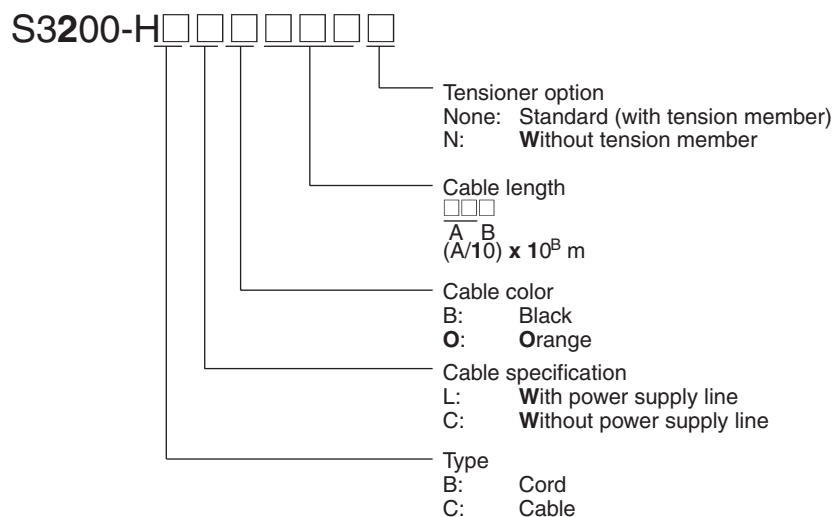 S3200-H□□□□□□□
Tensioner option
None: Standard (with tension member)
N: Without tension member
Cable length
□□□
A B
(A/10) x 10ᴮ m
Cable color
B: Black
O: Orange
Cable specification
L: With power supply line
C: Without power supply line
Type
B: Cord
C: Cable